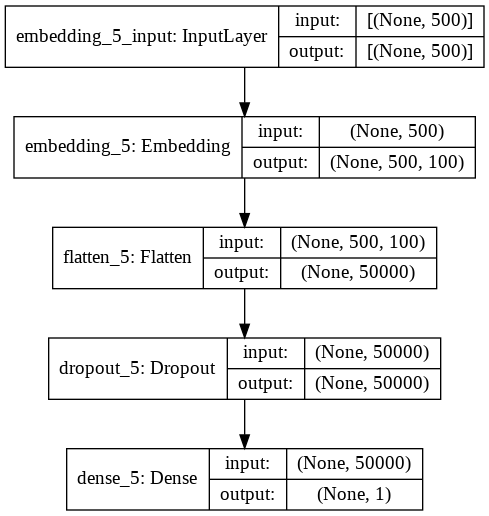 embedding_5_input: InputLayer
input:
[(None, 500)]
output:
[(None, 500)]
embedding_5: Embedding
input:
(None, 500)
output:
(None, 500, 100)
flatten_5: Flatten
input:
(None, 500, 100)
output:
(None, 50000)
dropout_5: Dropout
input:
(None, 50000)
output:
(None, 50000)
dense_5: Dense
input:
(None, 50000)
output:
(None, 1)